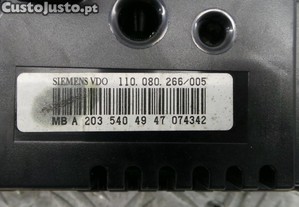 CustoJusto.pt
SIEMENS VDO 110.080.266/005
MB A 203 540 49 47 074342